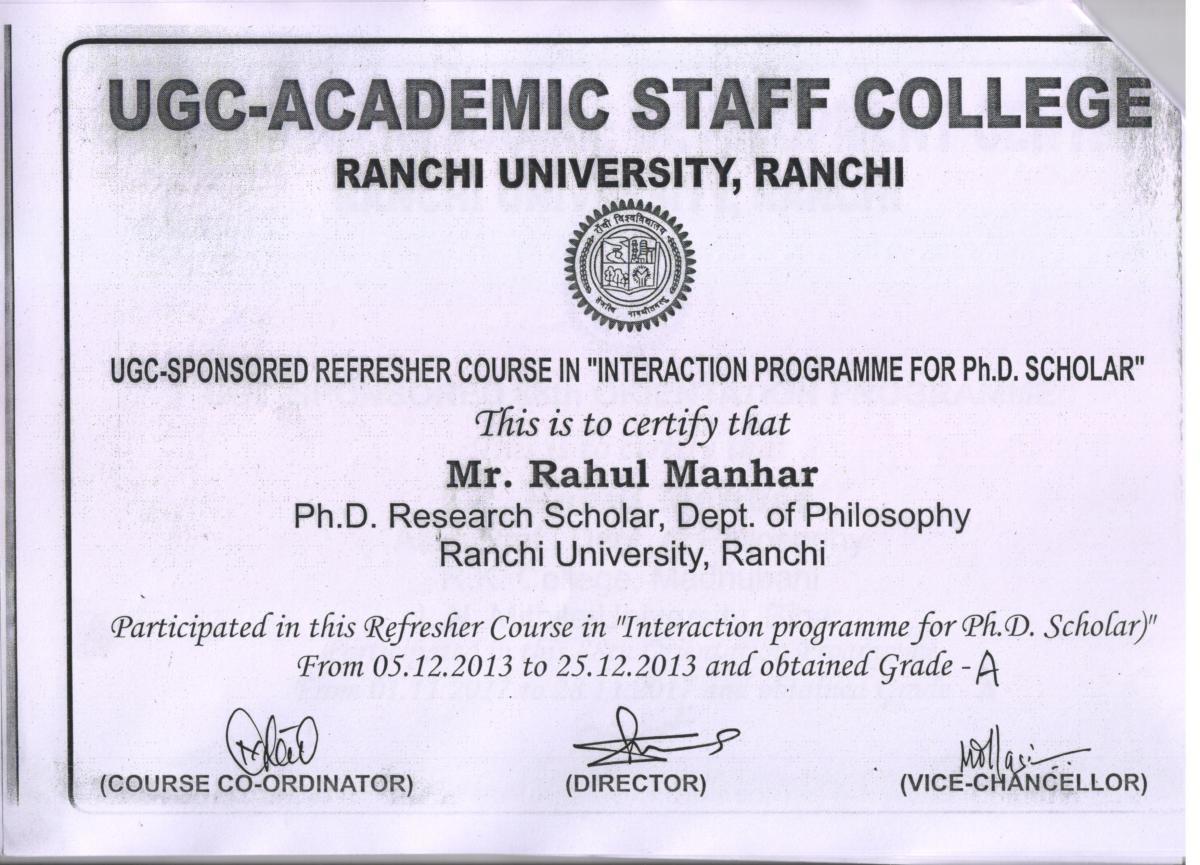 UGC-ACADEMIC STAFF COLLEGE
RANCHI UNIVERSITY, RANCHI
राँची विश्वविद्यालय
UGC-SPONSORED REFRESHER COURSE IN "INTERACTION PROGRAMME FOR Ph.D. SCHOLAR"
This is to certify that
Mr. Rahul Manhar
Ph.D. Research Scholar, Dept. of Philosophy
Ranchi University, Ranchi
Participated in this Refresher Course in "Interaction programme for Ph.D. Scholar)"
From 05.12.2013 to 25.12.2013 and obtained Grade - A
(COURSE CO-ORDINATOR)
(DIRECTOR)
(VICE-CHANCELLOR)